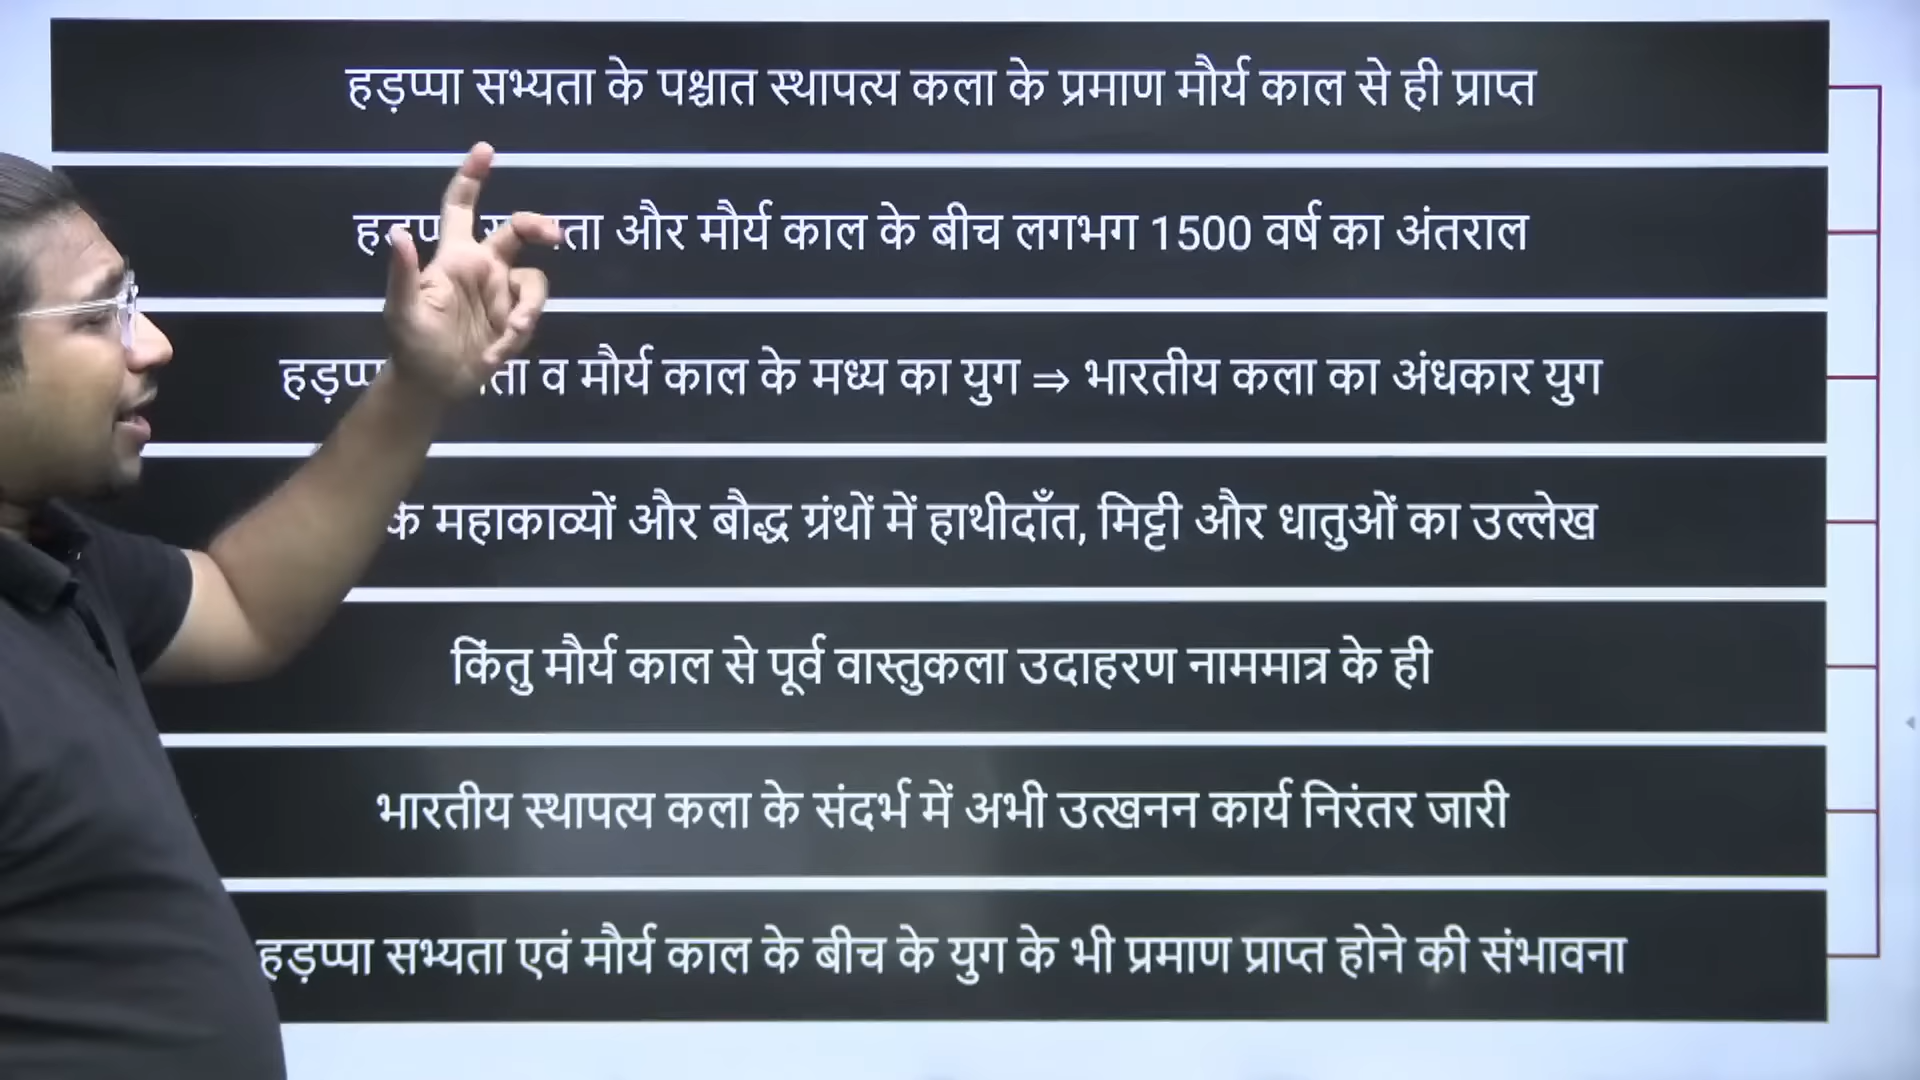 हड़प्पा सभ्यता के पश्चात स्थापत्य कला के प्रमाण मौर्य काल से ही प्राप्त
और मौर्य काल के बीच लगभग 1500 वर्ष का अंतराल
व मौर्य काल के मध्य का युग ⇒ भारतीय कला का अंधकार युग
के महाकाव्यों और बौद्ध ग्रंथों में हाथीदाँत, मिट्टी और धातुओं का उल्लेख
किंतु मौर्य काल से पूर्व वास्तुकला उदाहरण नाममात्र के ही
भारतीय स्थापत्य कला के संदर्भ में अभी उत्खनन कार्य निरंतर जारी
हड़प्पा सभ्यता एवं मौर्य काल के बीच के युग के भी प्रमाण प्राप्त होने की संभावना